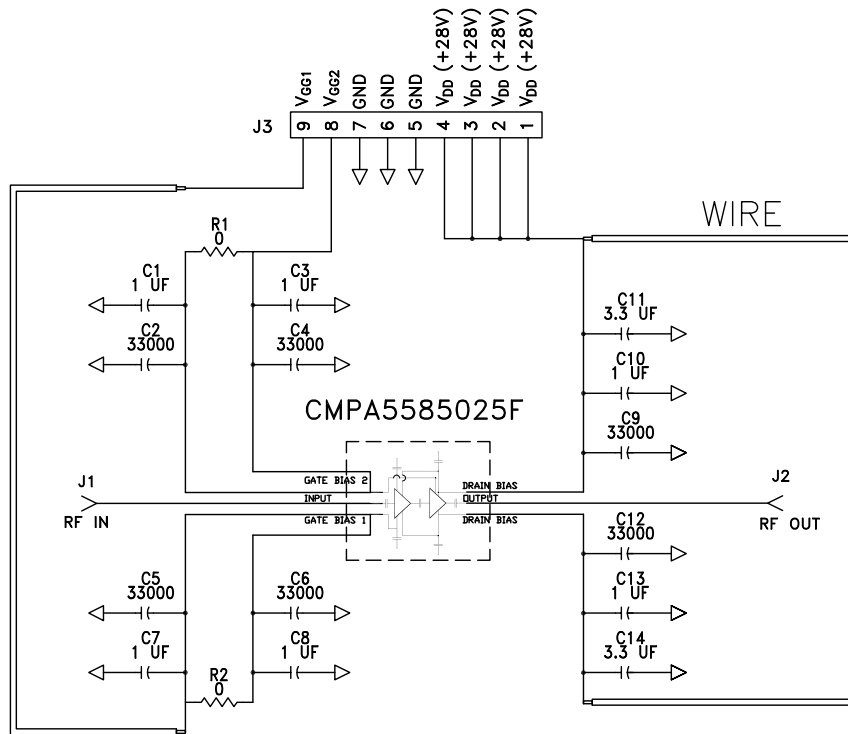 VGG1
VGG2
GND
GND
GND
VDD (+28V)
VDD (+28V)
VDD (+28V)
VDD (+28V)
J3
9 8 7 6 5 4 3 2 1
WIRE
R1
0
C1
1 UF
C3
1 UF
C2
33000
C4
33000
C11
3.3 UF
C10
1 UF
C9
33000
CMPA5585025F
J1
RF IN
GATE BIAS 2
INPUT
GATE BIAS 1
DRAIN BIAS
OUTPUT
DRAIN BIAS
J2
RF OUT
C12
33000
C5
33000
C6
33000
C13
1 UF
C7
1 UF
C8
1 UF
C14
3.3 UF
R2
0